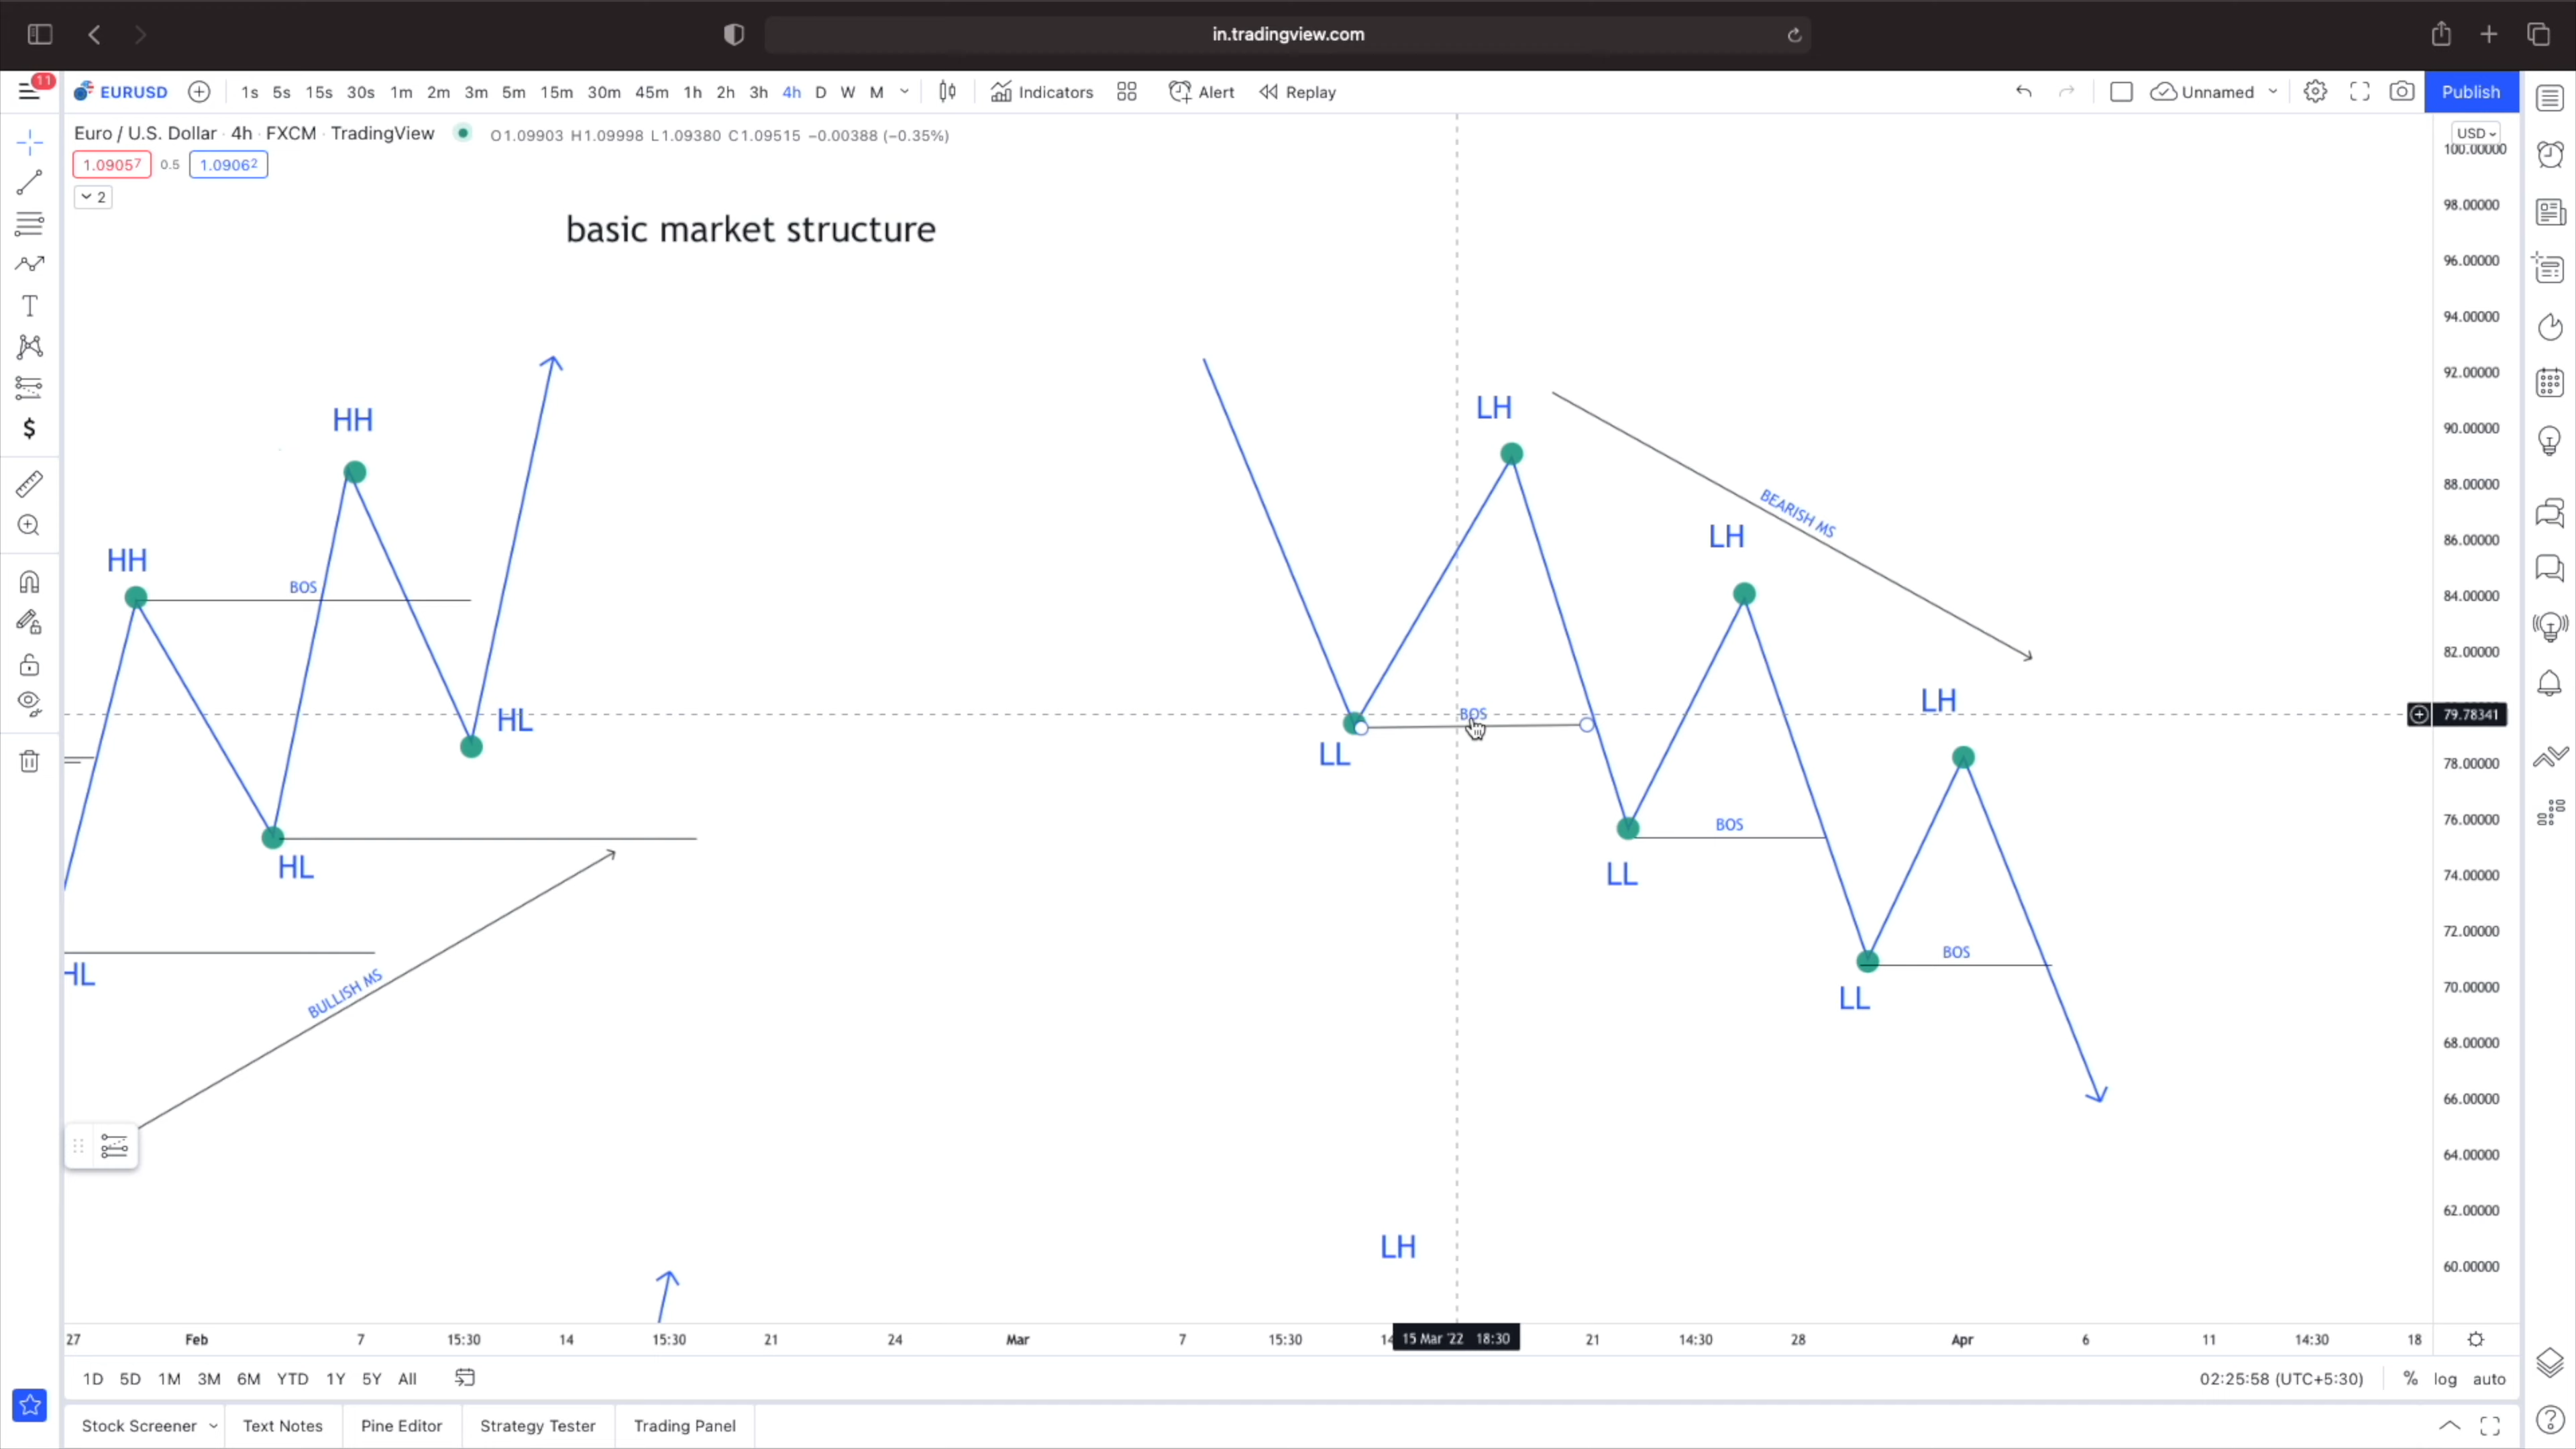 in.tradingview.com
11
EURUSD 1s 5s 15s 30s 1m 2m 3m 5m 15m 30m 45m 1h 2h 3h 4h D W M Indicators Alert Replay Unnamed Publish
Euro / U.S. Dollar · 4h · FXCM · TradingView O1.09903 H1.09998 L1.09380 C1.09515 −0.00388 (−0.35%)
USD
100.00000
1.09057 0.5 1.09062
2
98.00000
basic market structure
96.00000
94.00000
92.00000
LH
HH
90.00000
88.00000
BEARISH MS
LH
86.00000
HH
BOS
84.00000
82.00000
LH
HL
BOS
79.78341
LL
78.00000
76.00000
BOS
HL
LL
74.00000
72.00000
BOS
HL
BULLISH MS
LL
70.00000
68.00000
66.00000
64.00000
62.00000
LH
60.00000
27 Feb 7 15:30 14 15:30 21 24 Mar 7 15:30 14 15 Mar '22 18:30 21 14:30 28 Apr 6 11 14:30 18
1D 5D 1M 3M 6M YTD 1Y 5Y All 02:25:58 (UTC+5:30) % log auto
Stock Screener Text Notes Pine Editor Strategy Tester Trading Panel